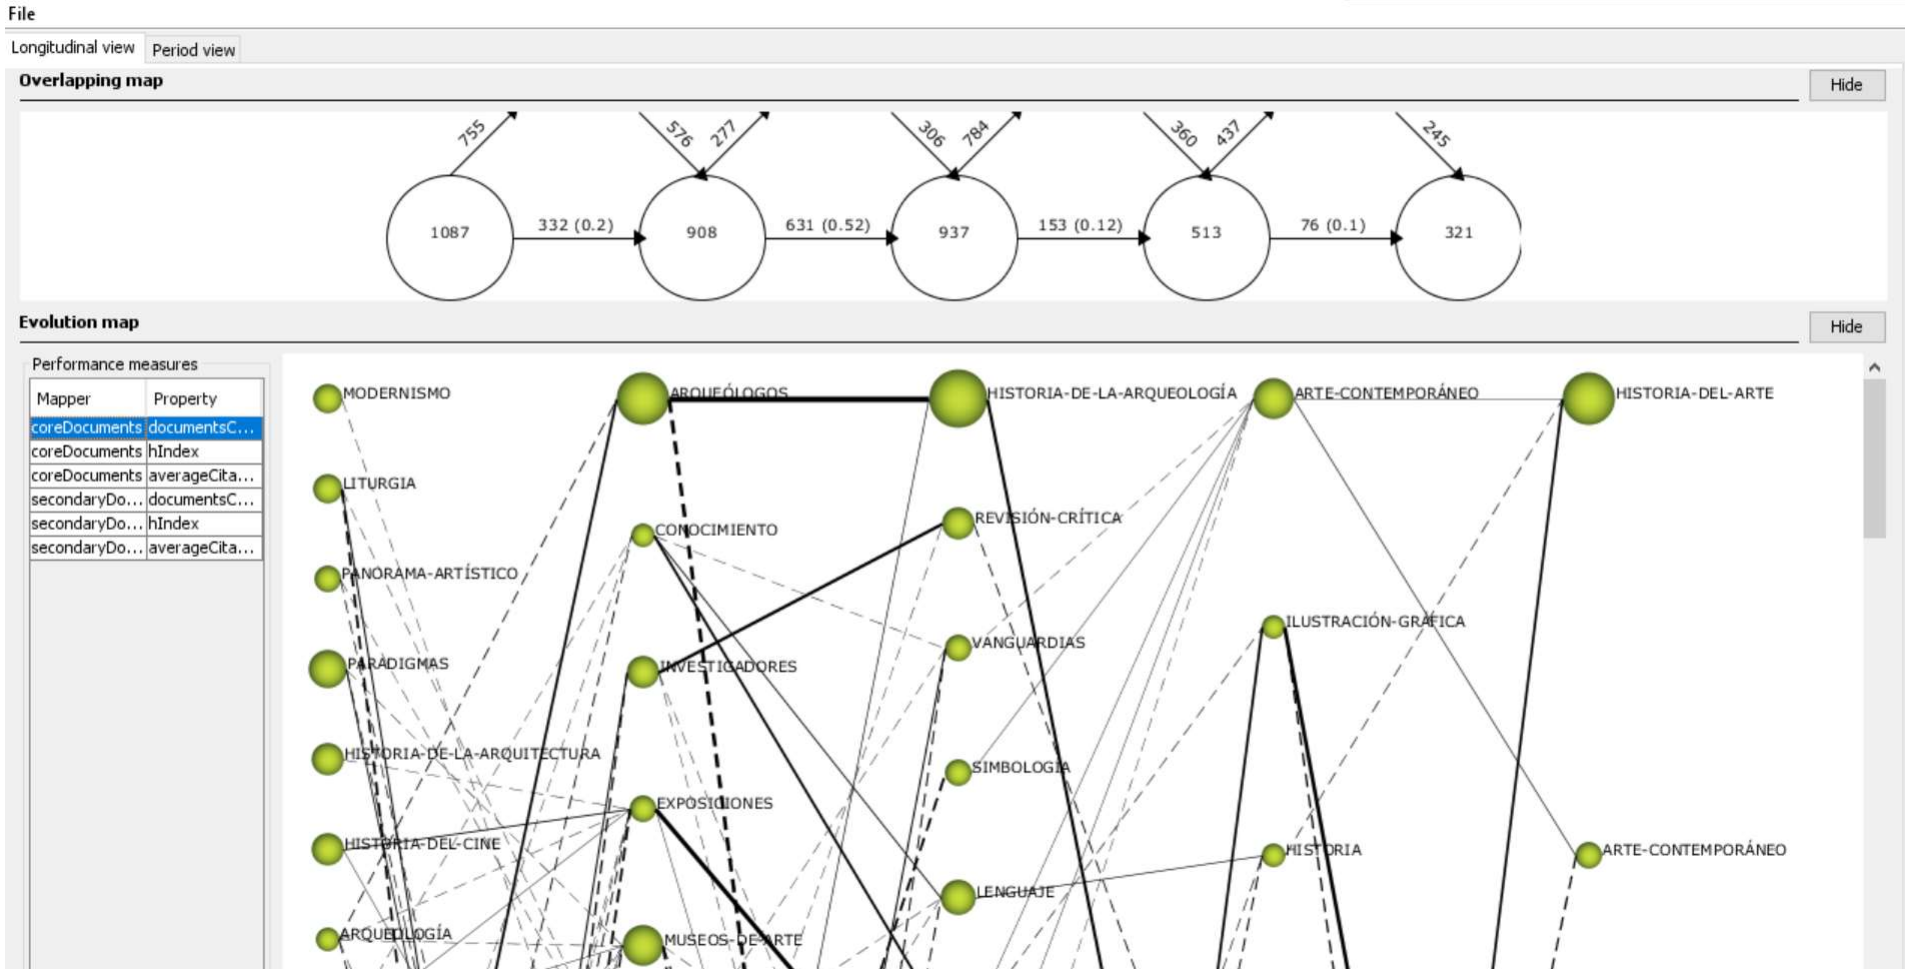 File
Longitudinal view Period view
Overlapping map Hide
755 576 277 306 784 360 437 245
1087 332 (0.2) 908 631 (0.52) 937 153 (0.12) 513 76 (0.1) 321
Evolution map Hide
Performance measures
Mapper Property
coreDocuments documentsC...
coreDocuments hIndex
coreDocuments averageCita...
secondaryDo... documentsC...
secondaryDo... hIndex
secondaryDo... averageCita...
MODERNISMO ARQUEÓLOGOS HISTORIA-DE-LA-ARQUEOLOGÍA ARTE-CONTEMPORÁNEO HISTORIA-DEL-ART​E
LITURGIA
REVISIÓN-CRÍTICA
CONOCIMIENTO
PANORAMA-ARTÍSTICO
ILUSTRACIÓN-GRÁFICA
VANGUARDIAS
PARADIGMAS INVESTIGADORES
HISTORIA-DE-LA-ARQUITECTURA
SIMBOLOGÍA
EXPOSICIONES
HISTORIA-DEL-CINE HISTORIA ARTE-CONTEMPORÁNEO
LENGUAJE
ARQUEOLOGÍA MUSEOS-DE-ARTE